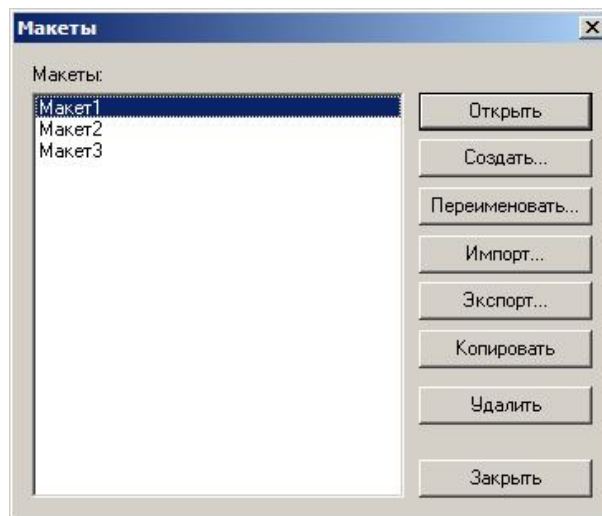 Макеты
Макеты:
Макет1
Макет2
Макет3
Открыть
Создать...
Переименовать...
Импорт...
Экспорт...
Копировать
Удалить
Закрыть